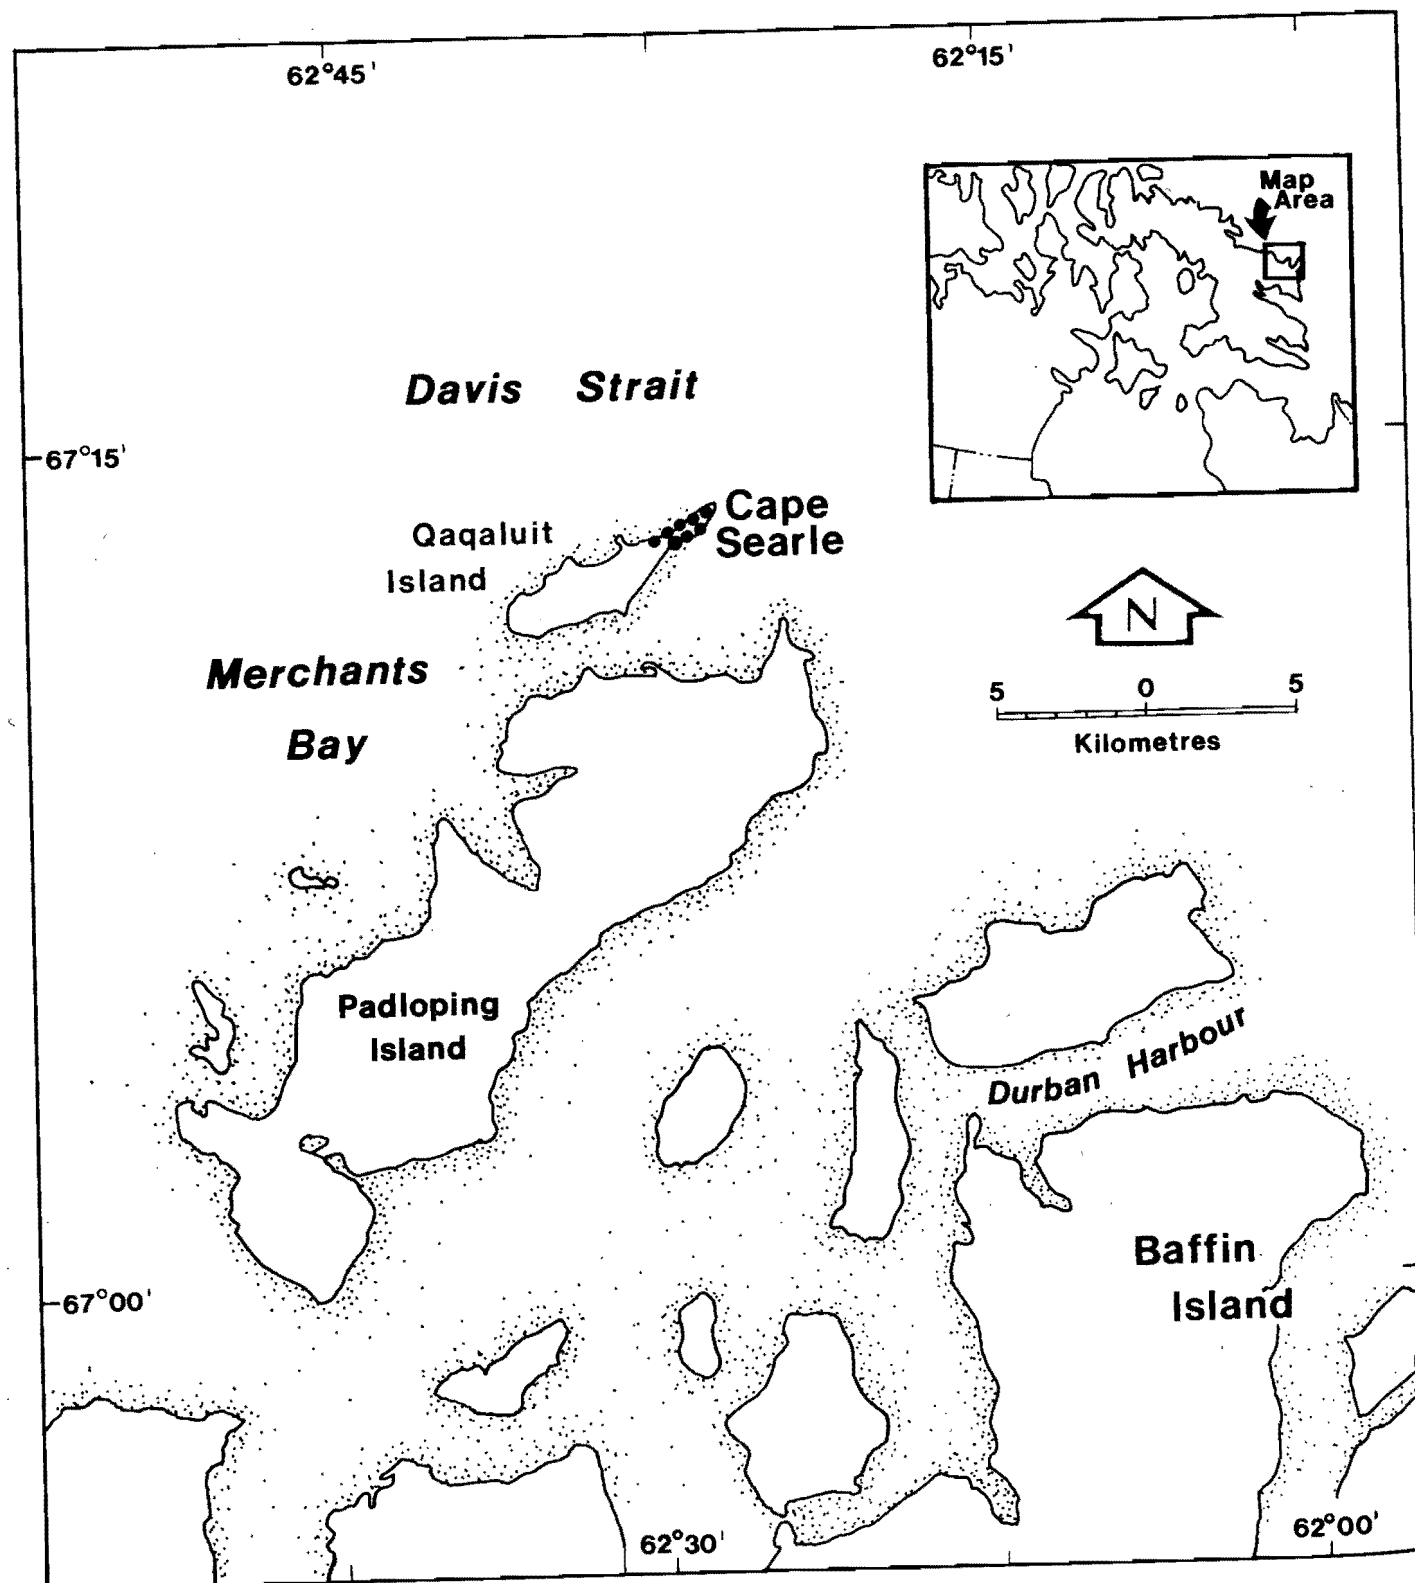 62°45'
62°15'
Map
Area
Davis Strait
67°15'
Cape
Searle
Qaqaluit
Island
N
Merchants
Bay
5 0 5
Kilometres
Padloping
Island
Durban Harbour
Baffin
Island
67°00'
62°30'
62°00'